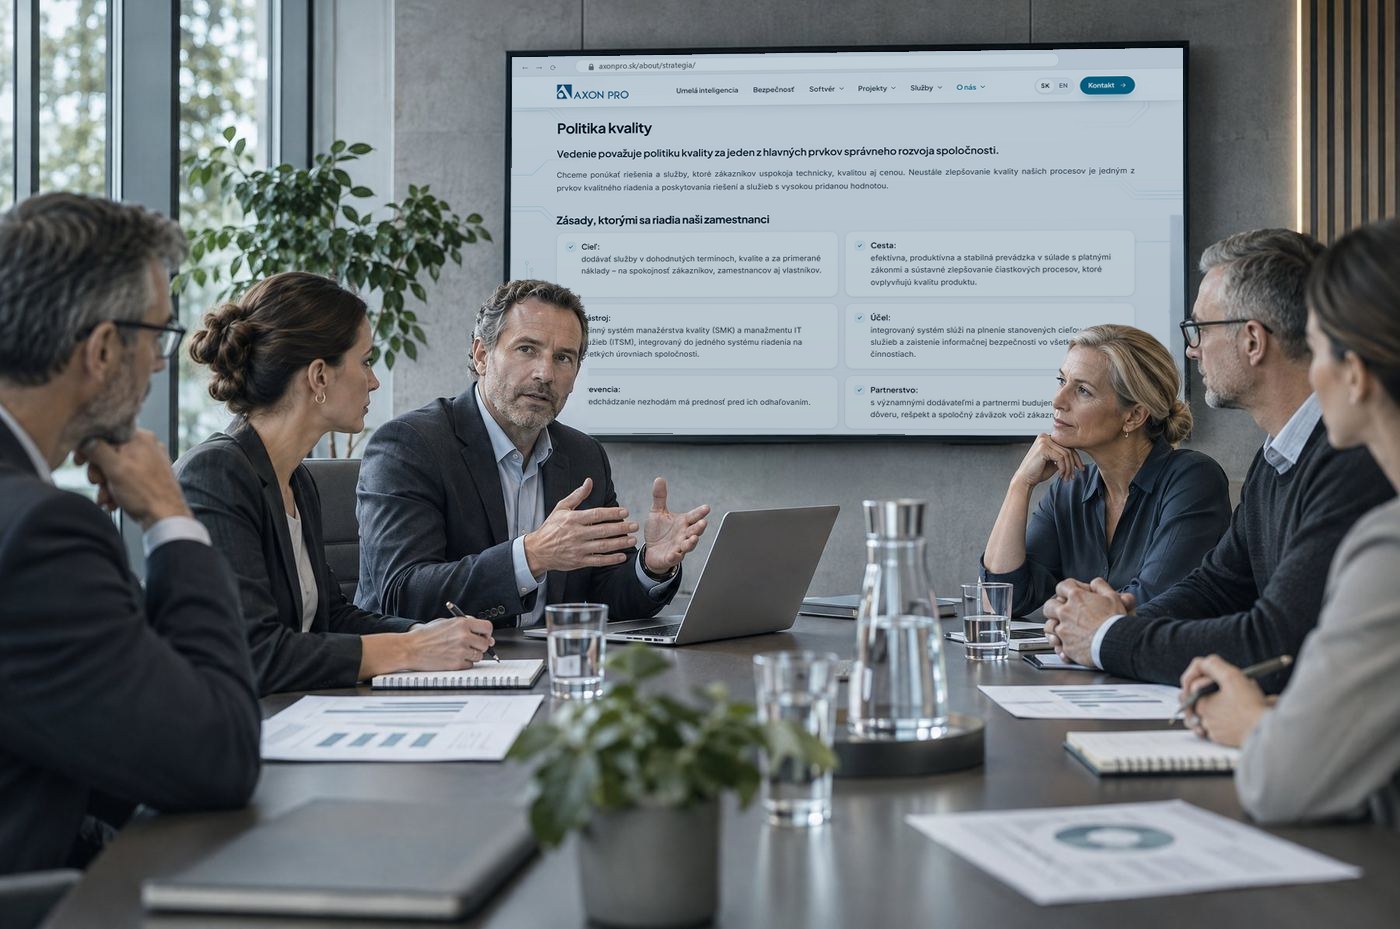 axonpro.sk/about/strategia/
AXON PRO
Umelá inteligencia Bezpečnosť Softvér Projekty Služby O nás SK EN Kontakt →
Politika kvality
Vedenie považuje politiku kvality za jeden z hlavných prvkov správneho rozvoja spoločnosti.
Chceme ponúkať riešenia a služby, ktoré zákazníkov uspokoja technicky, kvalitou aj cenou. Neustále zlepšovanie kvality našich procesov je jedným z
prvkov kvalitného riadenia a poskytovania riešení a služieb s vysokou pridanou hodnotou.
Zásady, ktorými sa riadia naši zamestnanci
Cieľ:
dodávať služby v dohodnutých termínoch, kvalite a za primerané
náklady – na spokojnosť zákazníkov, zamestnancov aj vlastníkov.
Cesta:
efektívna, produktívna a stabilná prevádzka v súlade s platnými
zákonmi a sústavné zlepšovanie čiastkových procesov, ktoré
ovplyvňujú kvalitu produktu.
systém manažérstva kvality (SMK) a manažmentu IT
(ITSM), integrovaný do jedného systému riadenia na
úrovniach spoločnosti.
Účel:
integrovaný systém slúži na plnenie stanovených
služieb a zaistenie informačnej bezpečnosti vo
činnostiach.
nehodám má prednosť pred ich odhaľovaním.
Partnerstvo:
s významnými dodávateľmi a partnermi
dôveru, rešpekt a spoločný záväzok voči